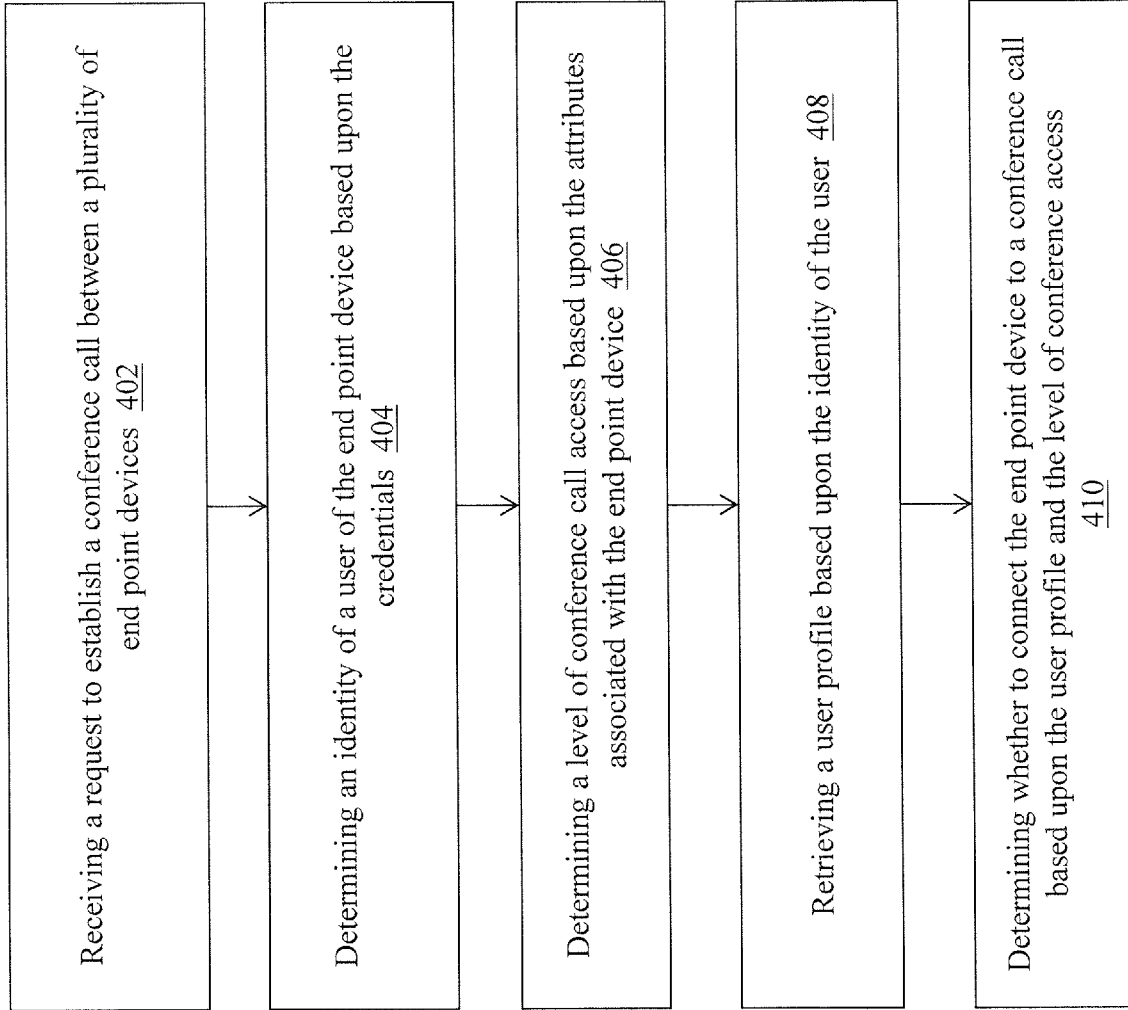 Receiving a request to establish a conference call between a plurality of
end point devices 402
Determining an identity of a user of the end point device based upon the
credentials 404
Determining a level of conference call access based upon the attributes
associated with the end point device 406
Retrieving a user profile based upon the identity of the user 408
Determining whether to connect the end point device to a conference call
based upon the user profile and the level of conference access
410